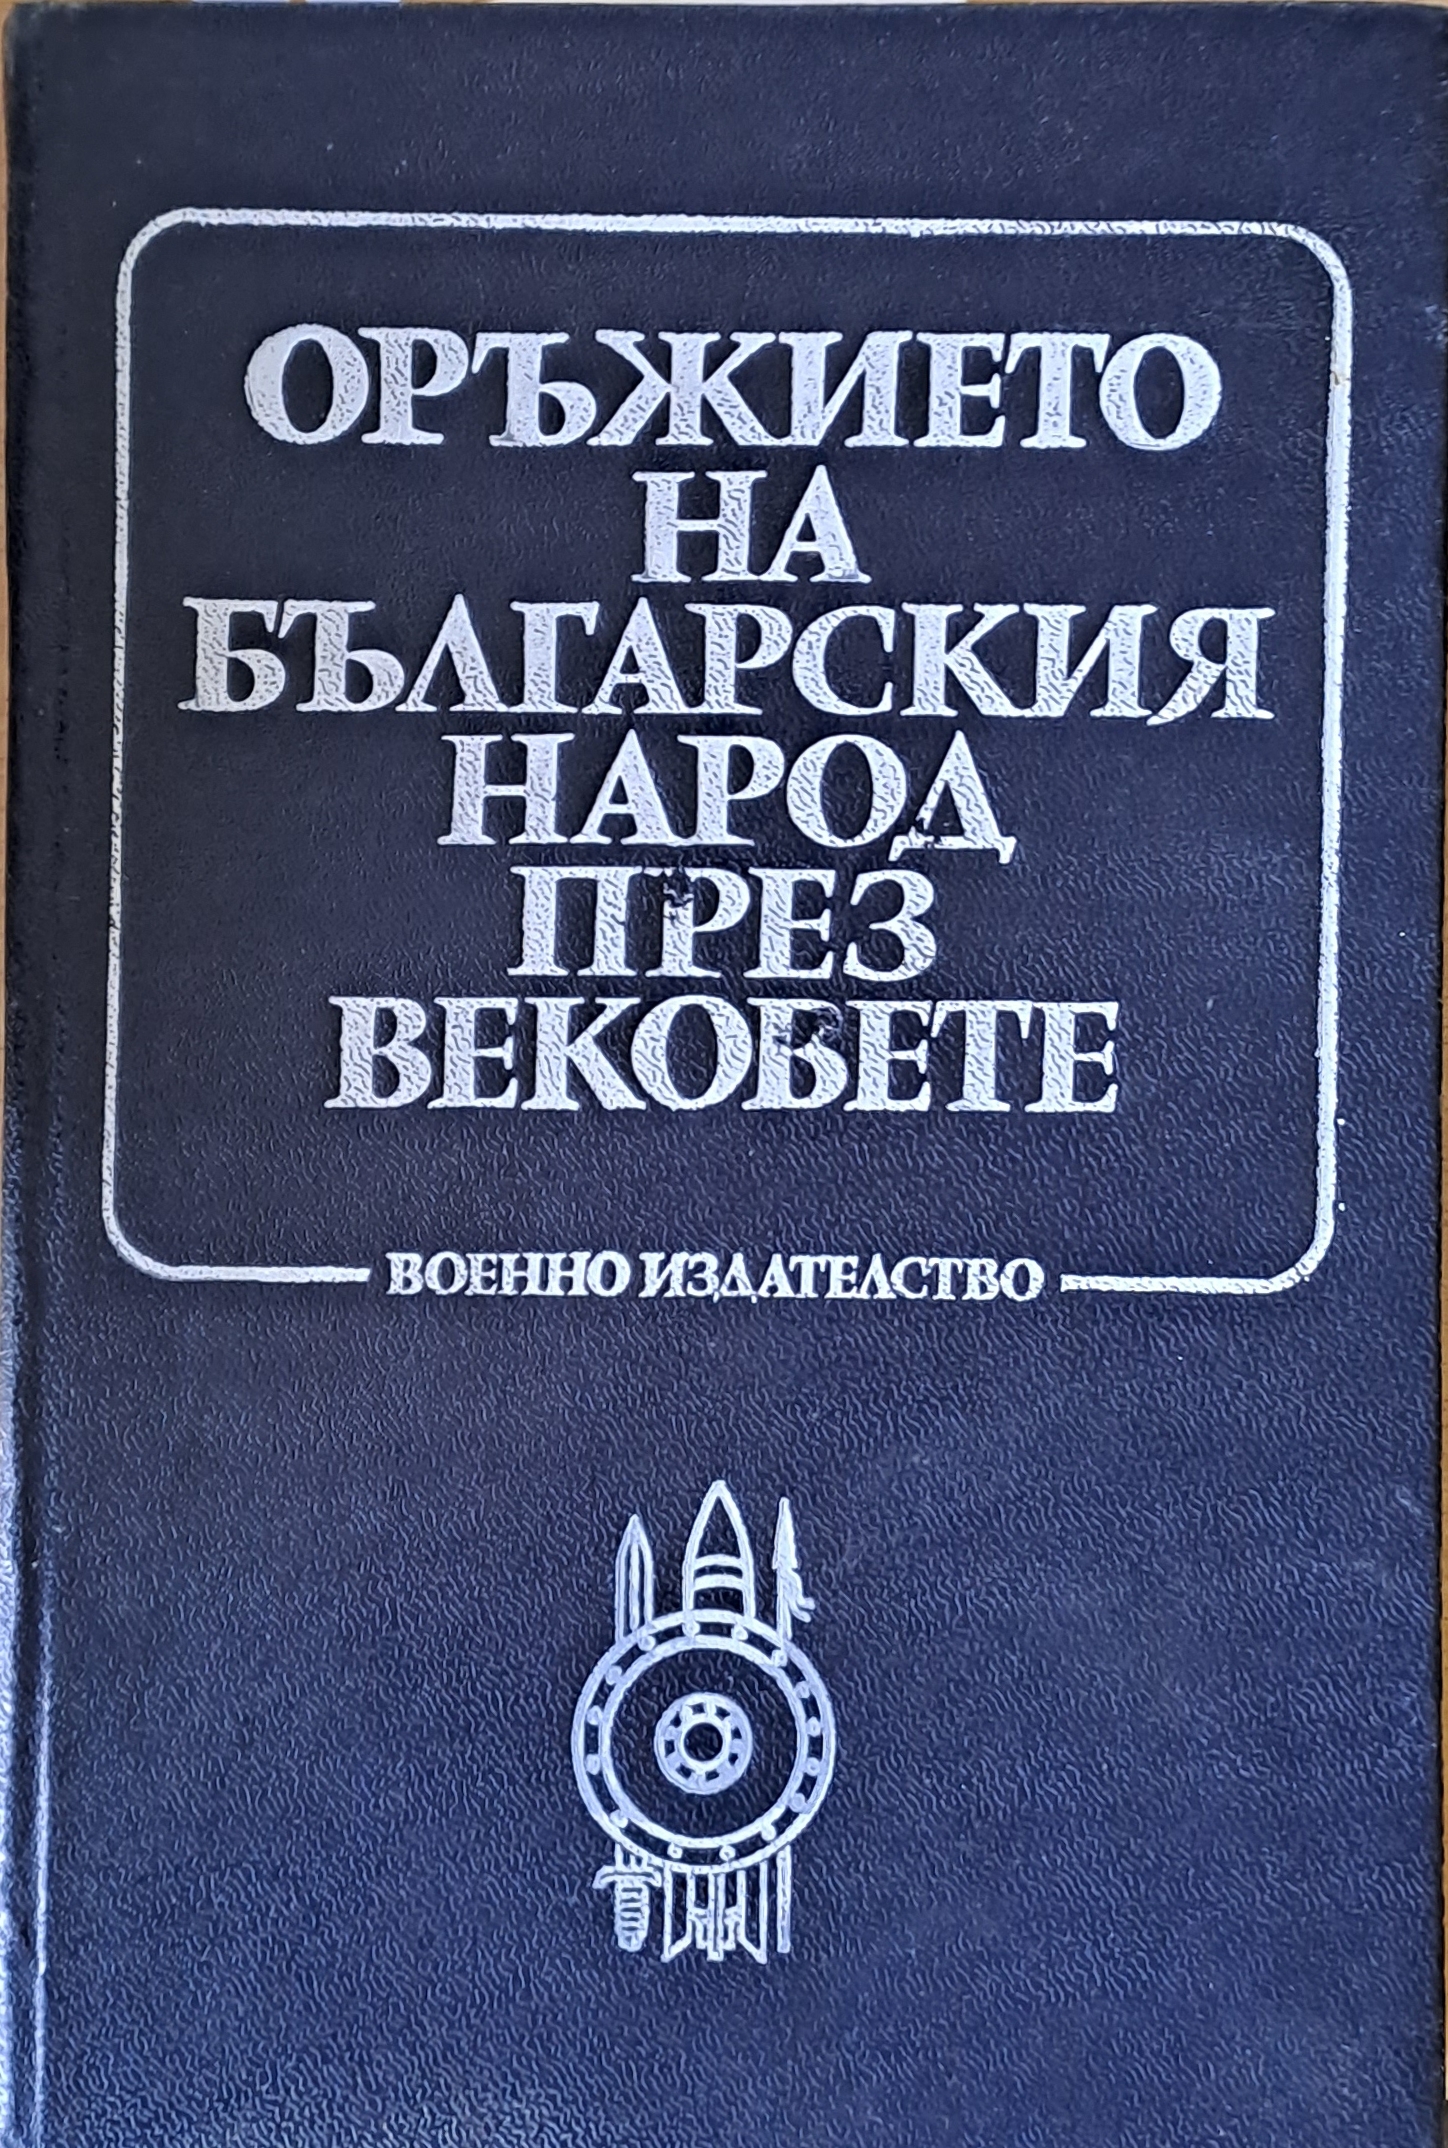 ОРЪЖИЕТО
НА
БЪЛГАРСКИЯ
НАРОД
ПРЕЗ
ВЕКОВЕТЕ
ВОЕННО ИЗДАТЕЛСТВО